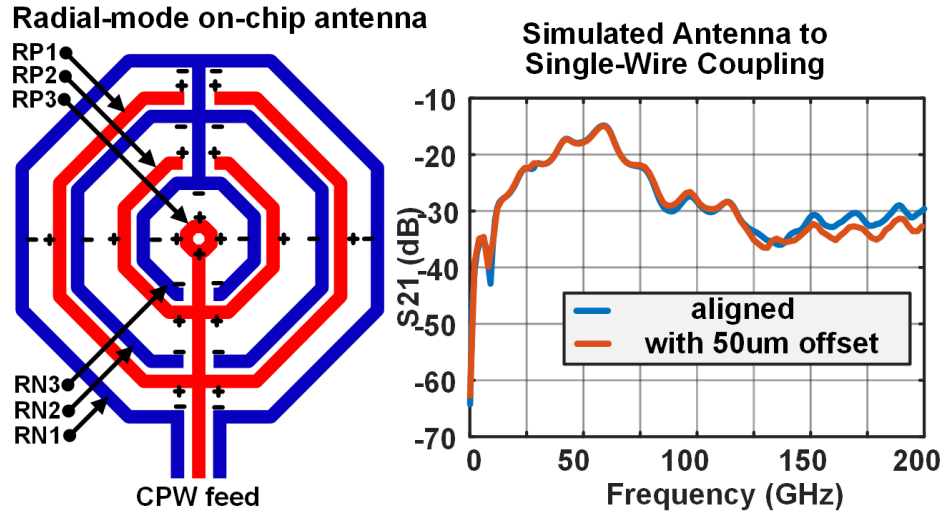 Radial-mode on-chip antenna
RP1
RP2
RP3
RN3
RN2
RN1
CPW feed
Simulated Antenna to
Single-Wire Coupling
S21 (dB)
-10
-20
-30
-40
-50
-60
-70
aligned
with 50um offset
0 50 100 150 200
Frequency (GHz)